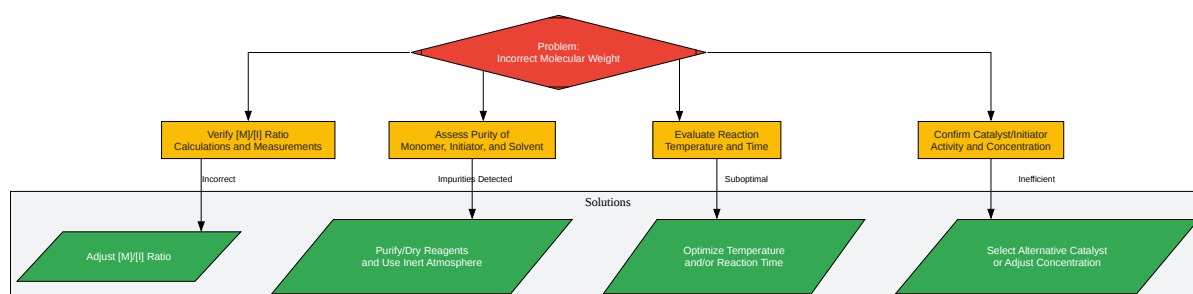 Problem:
Incorrect Molecular Weight
Verify [M]/[I] Ratio
Calculations and Measurements
Assess Purity of
Monomer, Initiator, and Solvent
Evaluate Reaction
Temperature and Time
Confirm Catalyst/Initiator
Activity and Concentration
Incorrect
Impurities Detected
Suboptimal
Inefficient
Solutions
Adjust [M]/[I] Ratio
Purify/Dry Reagents
and Use Inert Atmosphere
Optimize Temperature
and/or Reaction Time
Select Alternative Catalyst
or Adjust Concentration